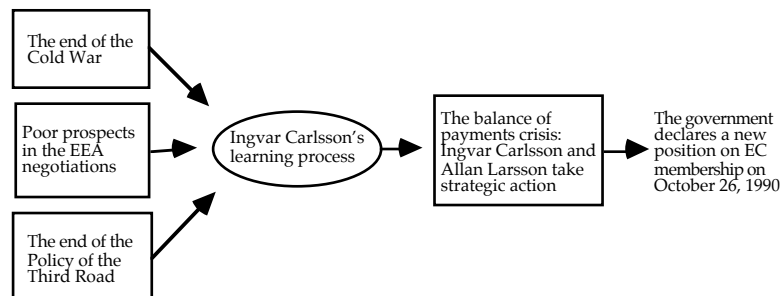 The end of the
Cold War
Poor prospects
in the EEA
negotiations
The end of the
Policy of the
Third Road
Ingvar Carlsson's
learning process
The balance of
payments crisis:
Ingvar Carlsson and
Allan Larsson take
strategic action
The government
declares a new
position on EC
membership on
October 26, 1990